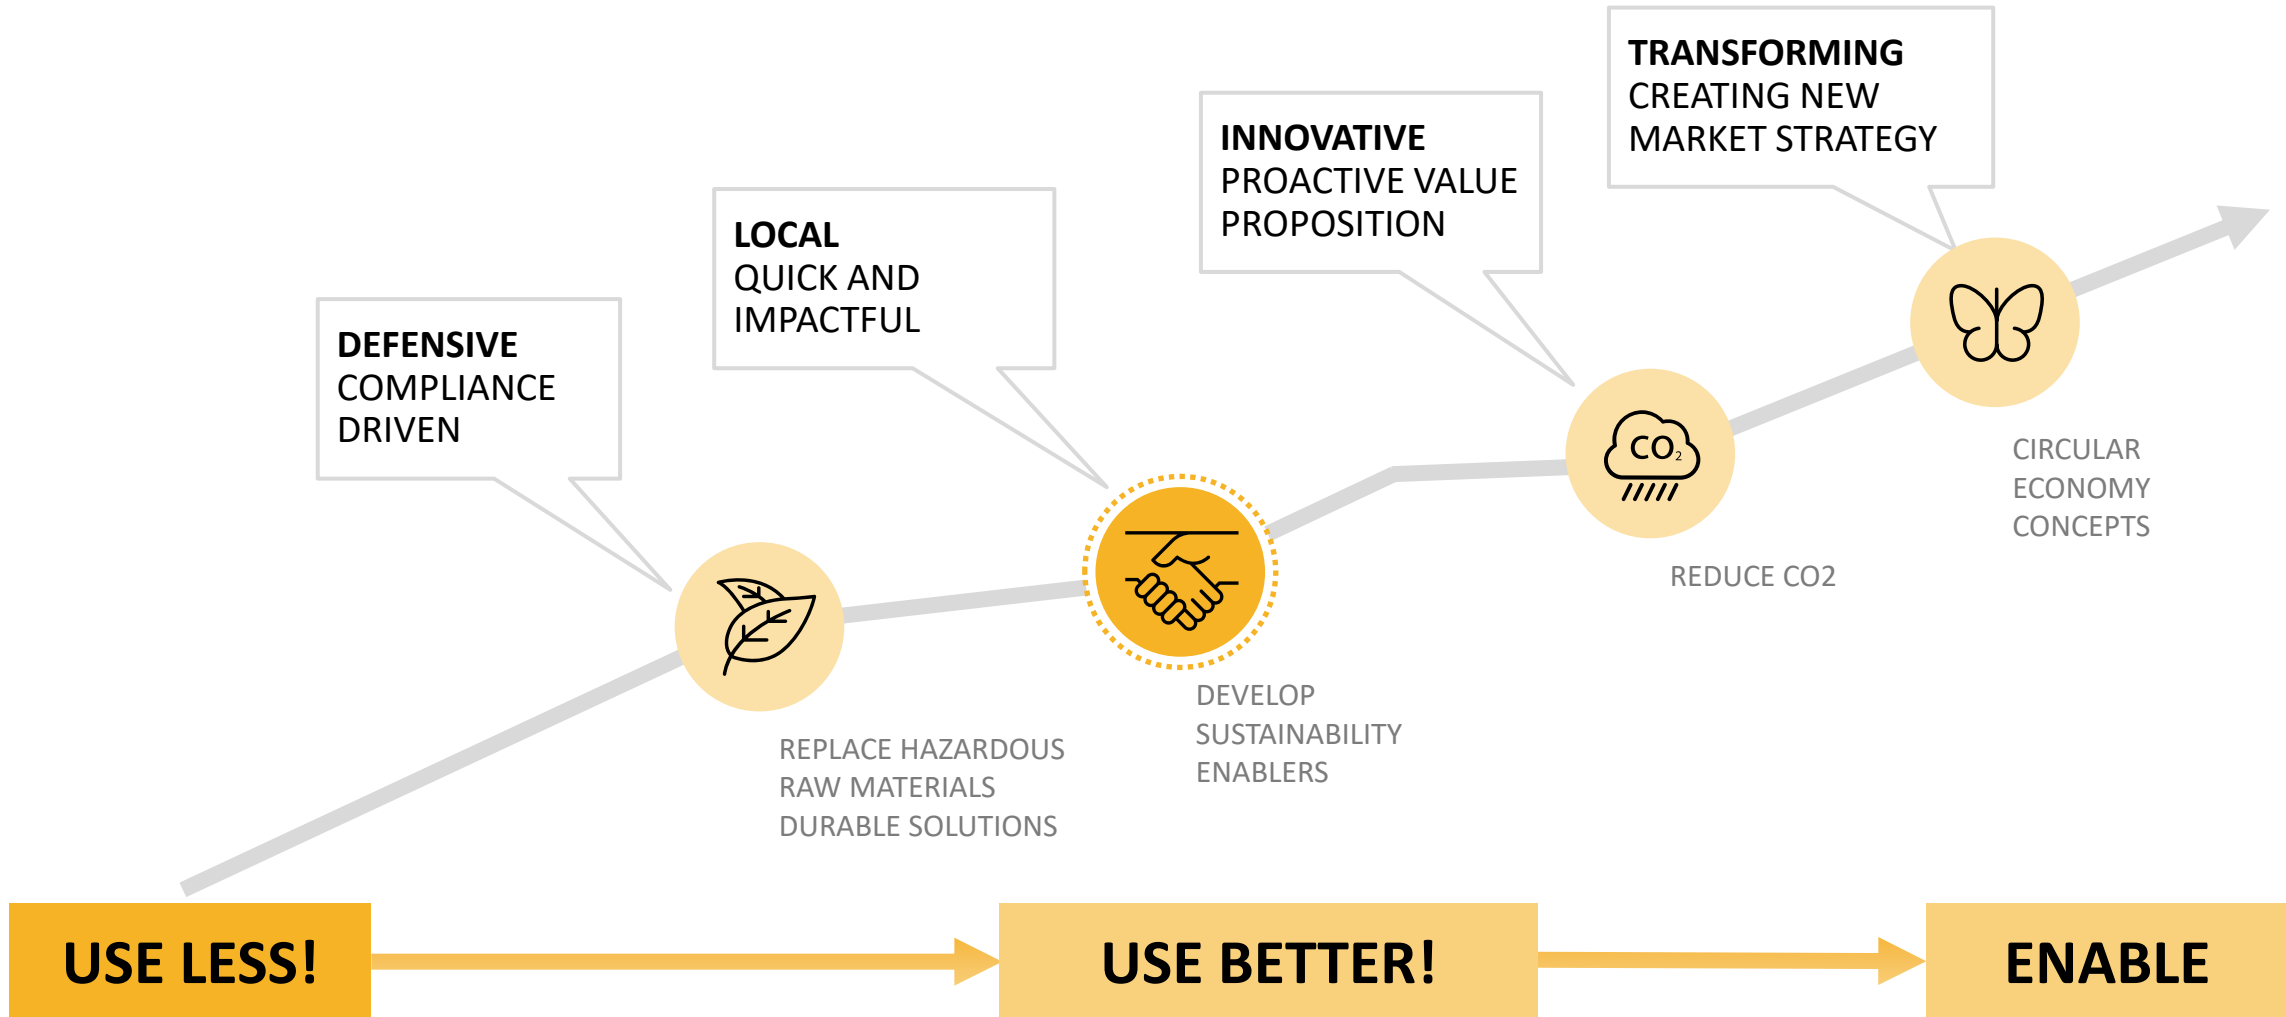 TRANSFORMING
CREATING NEW
MARKET STRATEGY
INNOVATIVE
PROACTIVE VALUE
PROPOSITION
LOCAL
QUICK AND
IMPACTFUL
DEFENSIVE
COMPLIANCE
DRIVEN
CO₂
CIRCULAR
ECONOMY
CONCEPTS
REDUCE CO2
DEVELOP
SUSTAINABILITY
ENABLERS
REPLACE HAZARDOUS
RAW MATERIALS
DURABLE SOLUTIONS
USE LESS!
USE BETTER!
ENABLE